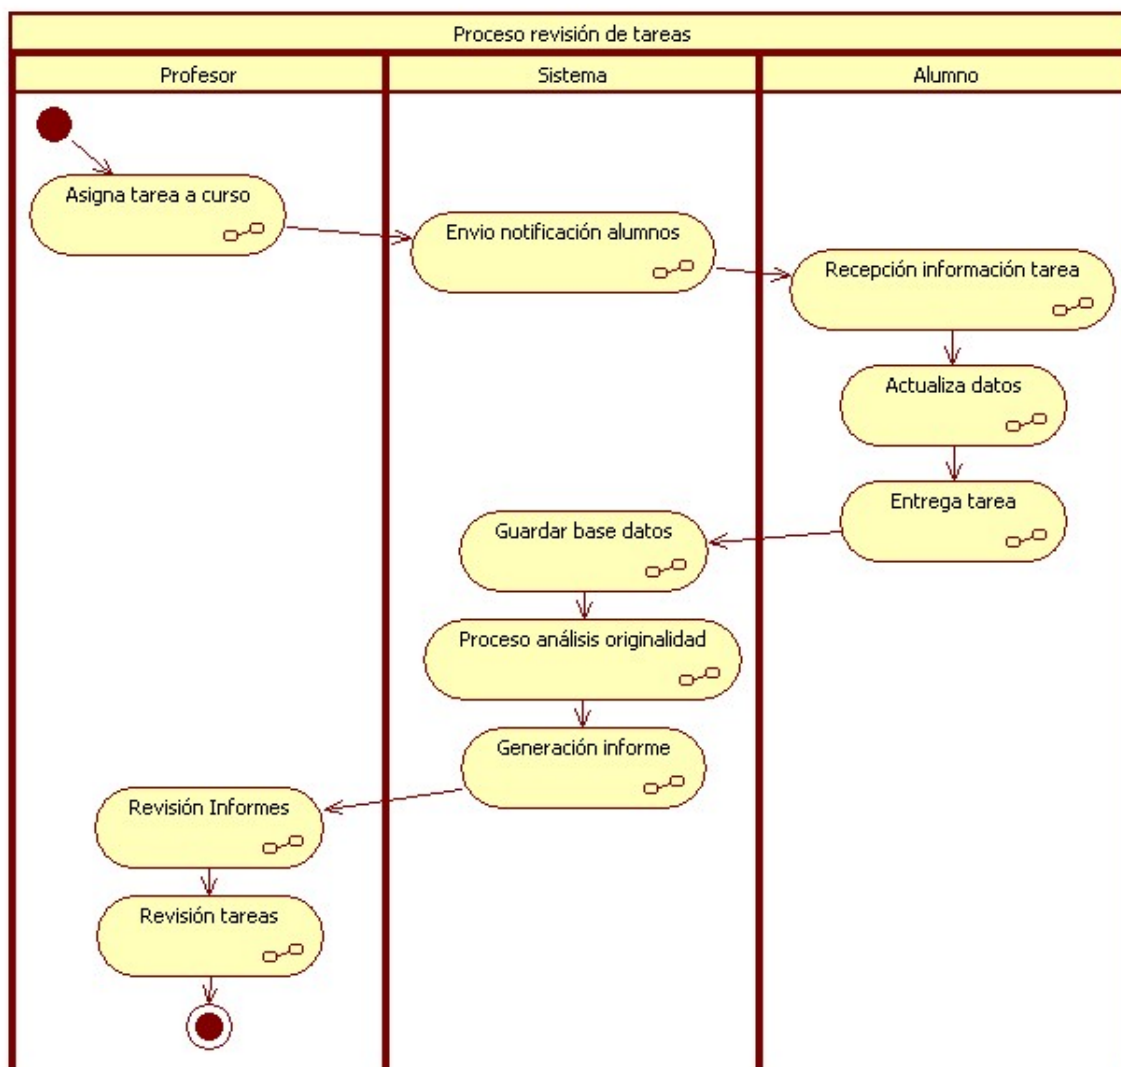 Proceso revisión de tareas
Profesor
Sistema
Alumno
Asigna tarea a curso
Envio notificación alumnos
Recepción información tarea
Actualiza datos
Entrega tarea
Guardar base datos
Proceso análisis originalidad
Generación informe
Revisión Informes
Revisión tareas